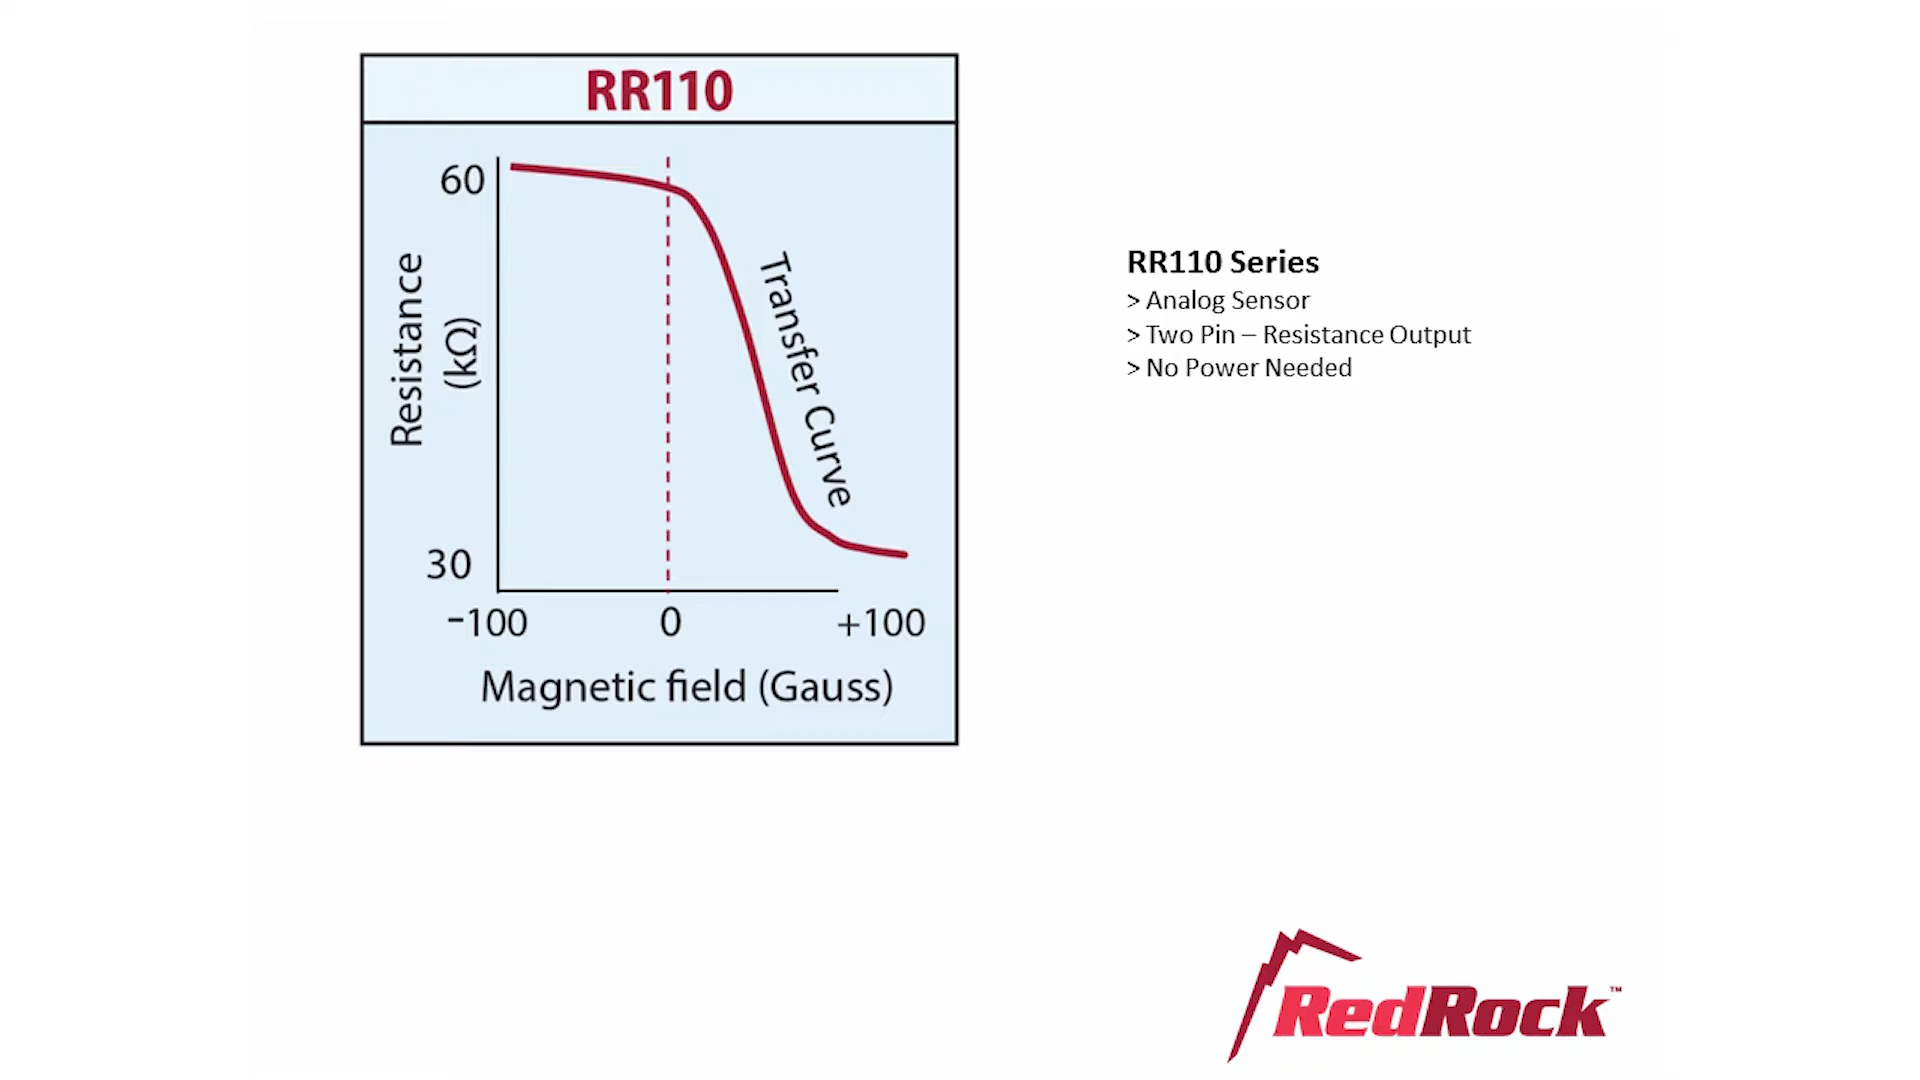 RR110
60
Resistance
(kΩ)
Transfer Curve
30
-100
0
+100
Magnetic field (Gauss)
RR110 Series
> Analog Sensor
> Two Pin – Resistance Output
> No Power Needed
RedRock™